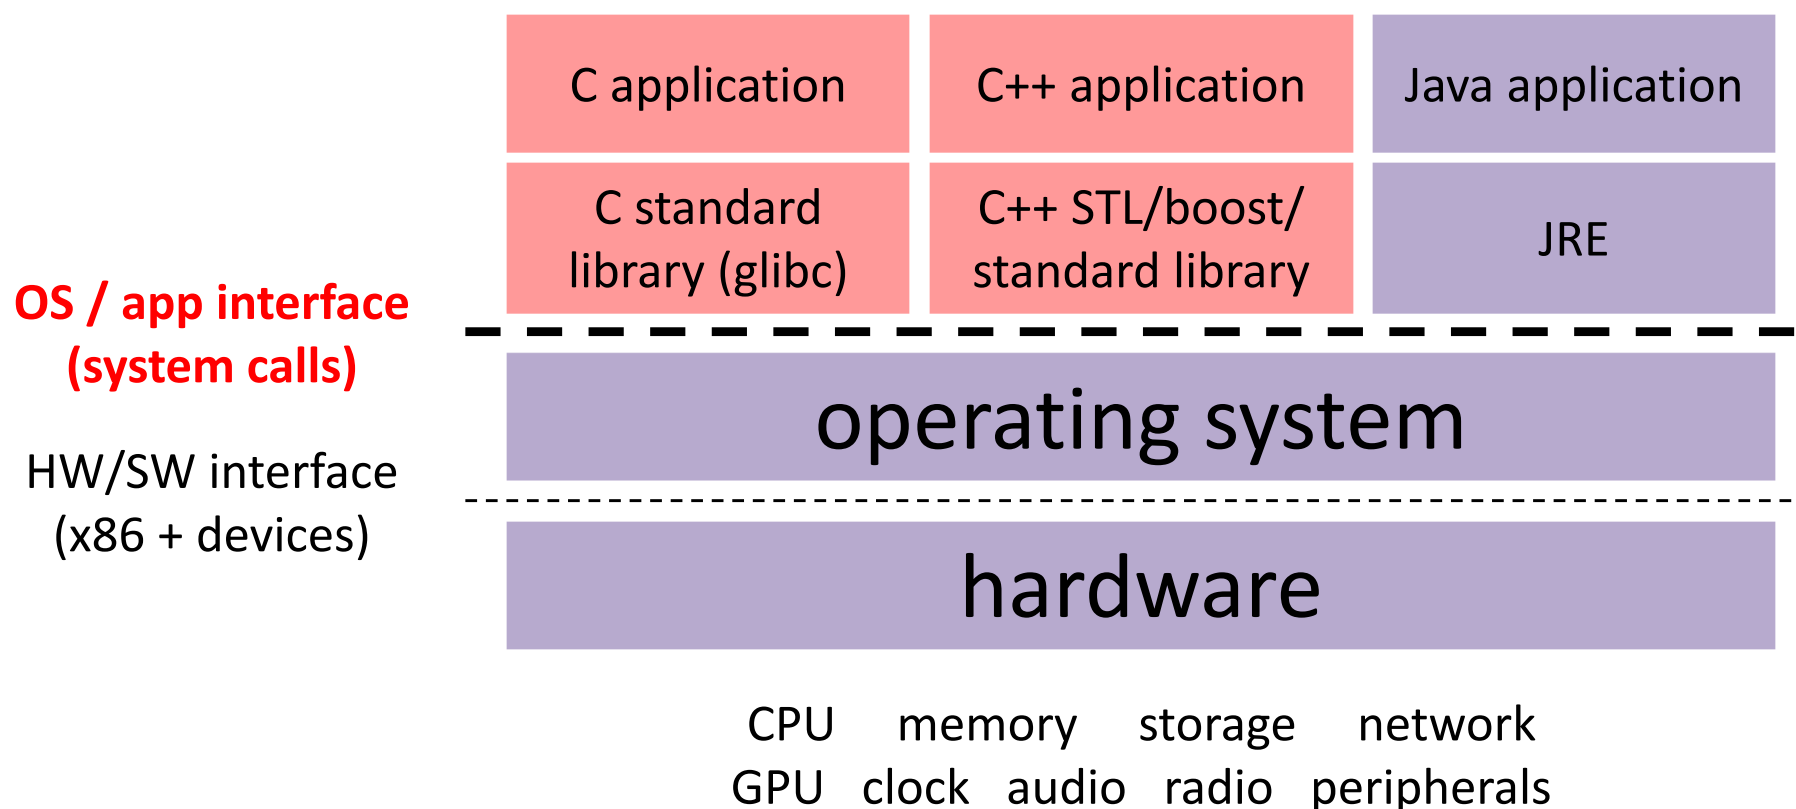 C application
C++ application
Java application
C standard
library (glibc)
C++ STL/boost/
standard library
JRE
OS / app interface
(system calls)
operating system
HW/SW interface
(x86 + devices)
hardware
CPU memory storage network
GPU clock audio radio peripherals